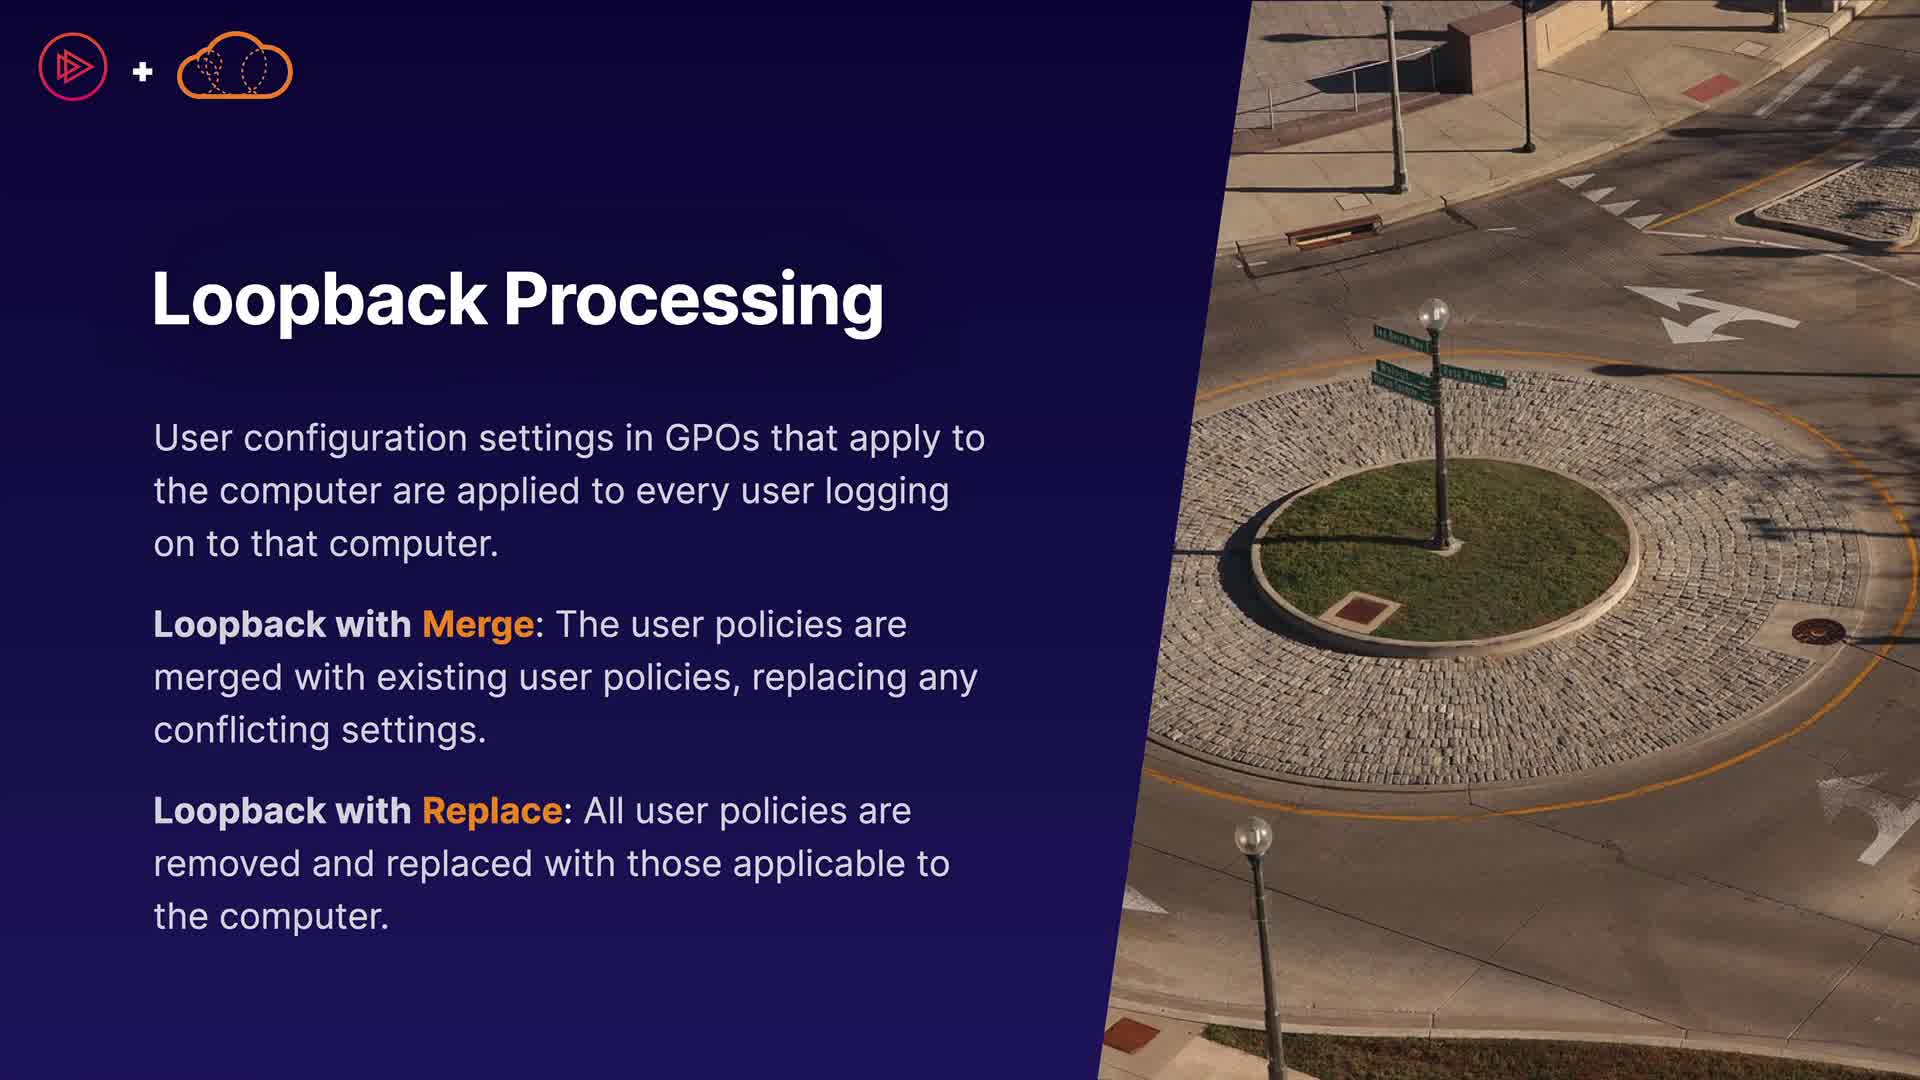 Loopback Processing
User configuration settings in GPOs that apply to
the computer are applied to every user logging
on to that computer.
Loopback with Merge: The user policies are
merged with existing user policies, replacing any
conflicting settings.
Loopback with Replace: All user policies are
removed and replaced with those applicable to
the computer.